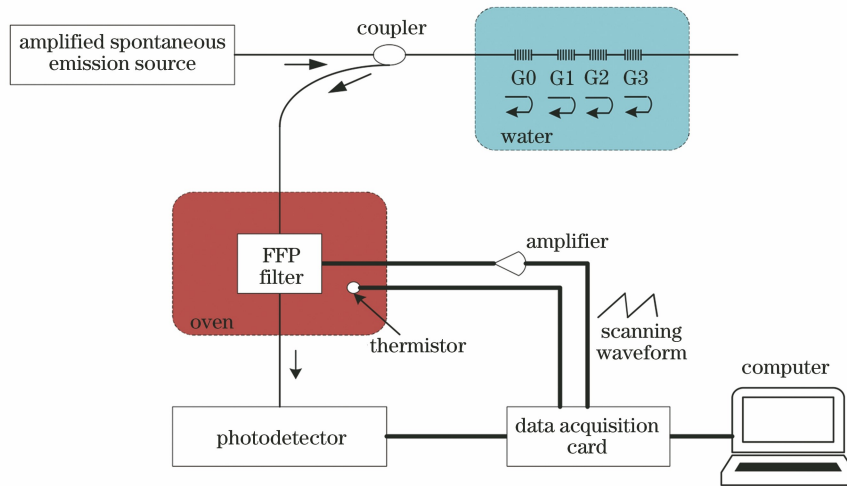 coupler
amplified spontaneous
emission source
G0 G1 G2 G3
water
FFP
filter
amplifier
oven
thermistor
scanning
waveform
computer
photodetector
data acquisition
card